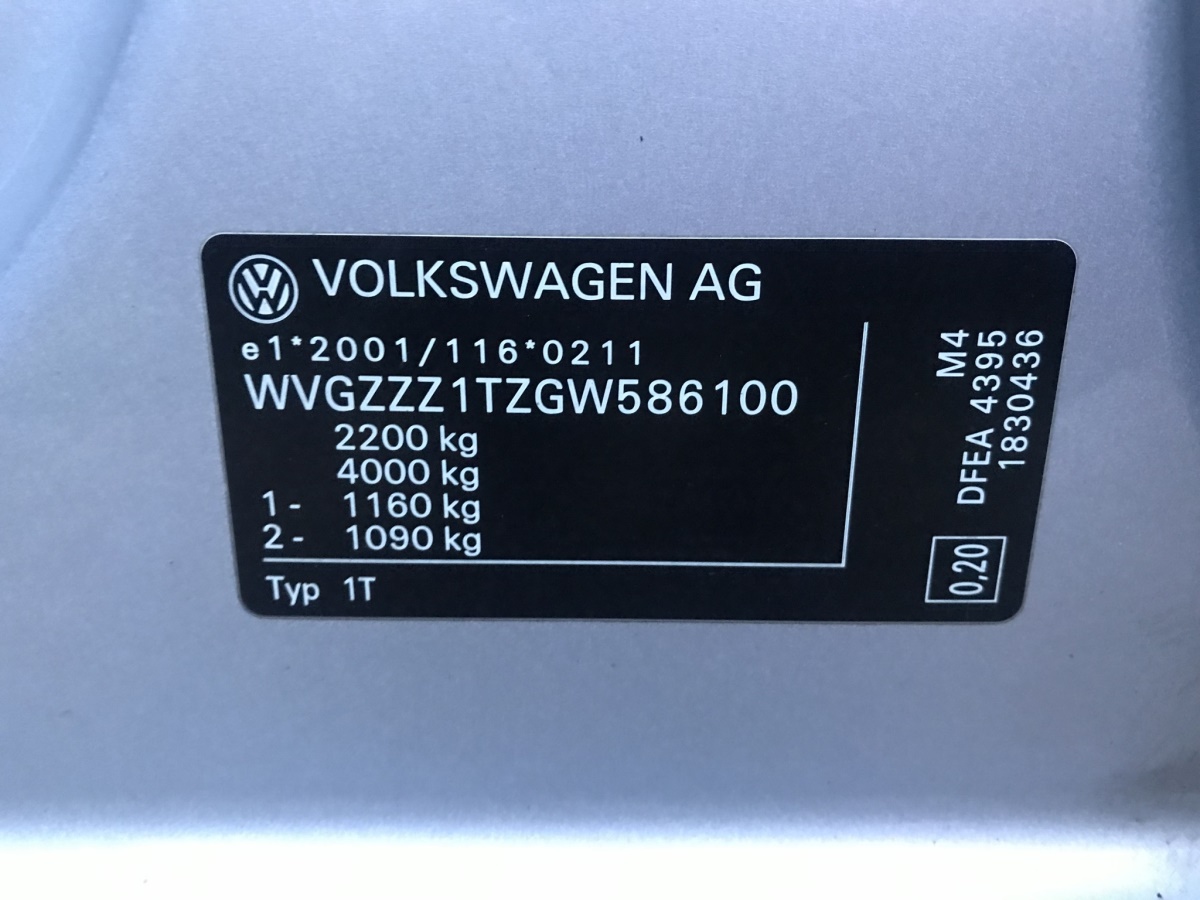 VOLKSWAGEN AG
e1*2001/116*0211
WVGZZZ1TZGW586100
2200 kg
4000 kg
1- 1160 kg
2- 1090 kg
Typ 1T
M4
DFEA 4395
1830436
0,20